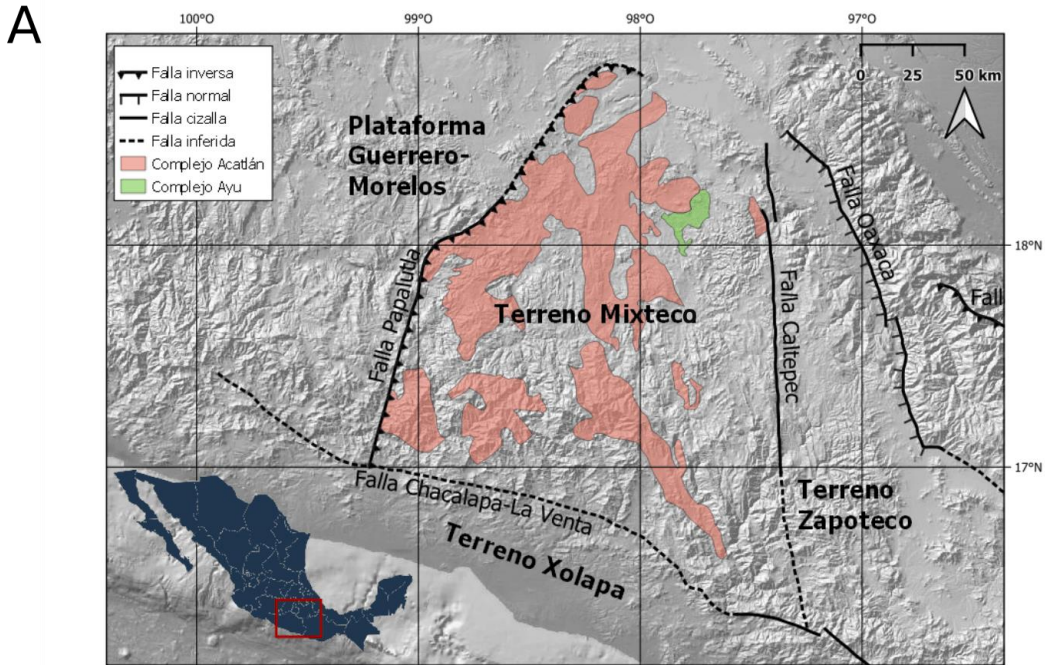 A
100°O
99°O
98°O
97°O
Falla inversa
Falla normal
Falla cizalla
Falla inferida
Complejo Acatlán
Complejo Ayu
0 25 50 km
Plataforma
Guerrero-
Morelos
Falla Oaxaca
18°N
Falla Papalutla
Terreno Mixteco
Falla Caltepec
Fall
17°N
Falla Chacalapa-La Venta
Terreno
Zapoteco
Terreno Xolapa